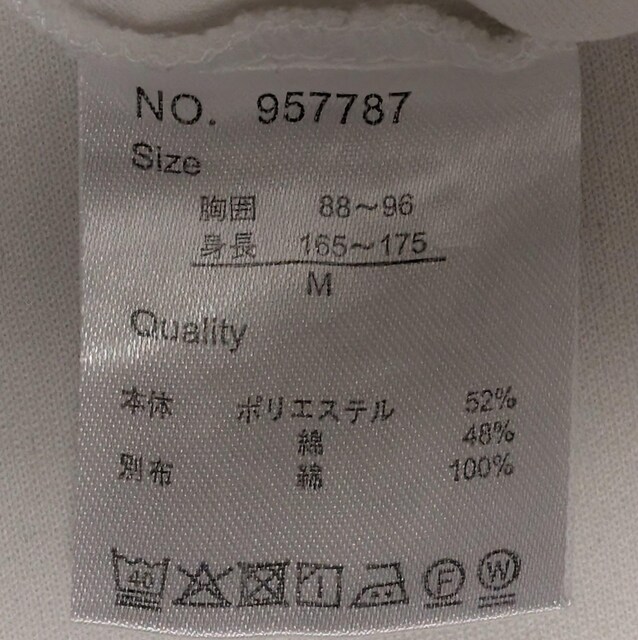 NO. 957787
Size
胸囲 88～96
身長 165～175
M
Quality
本体 ポリエステル 52%
綿 48%
別布 綿 100%
40 F W